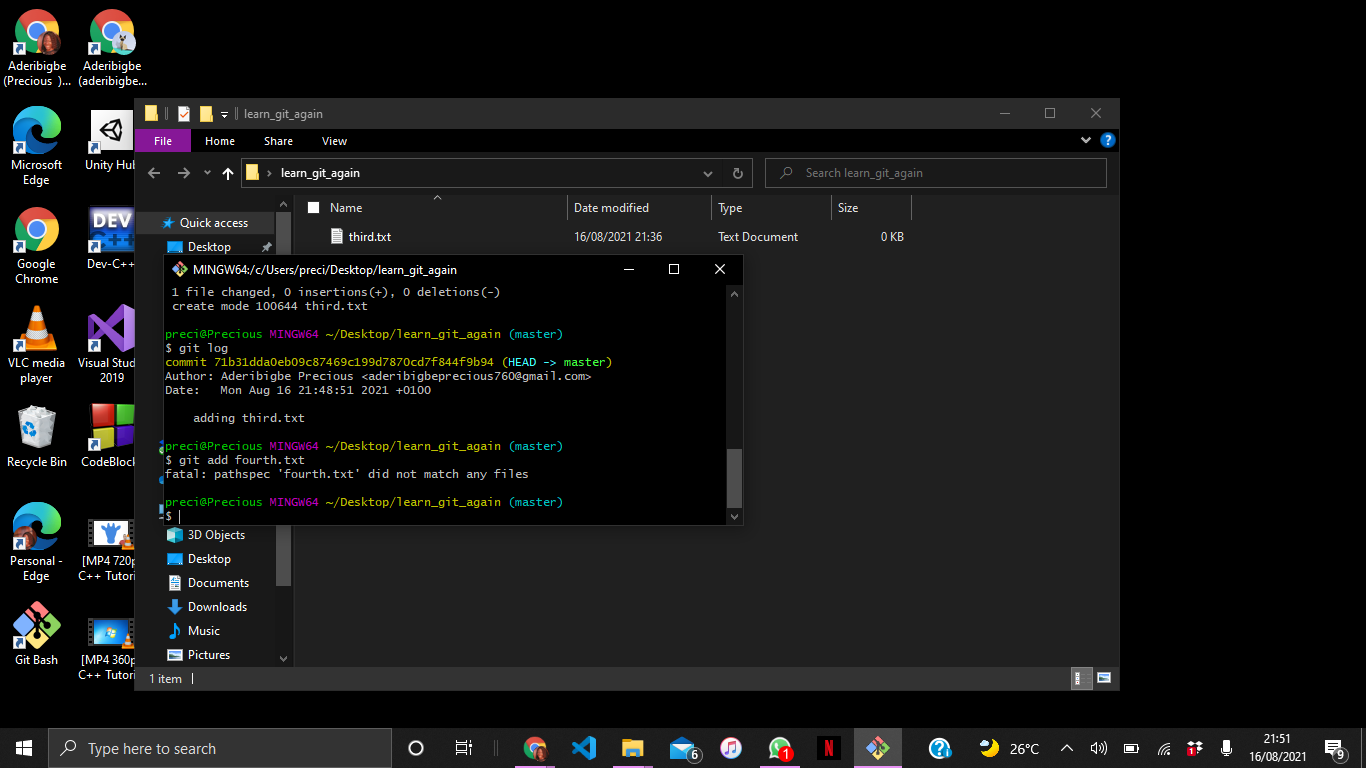 Aderibigbe
(Precious )...
Aderibigbe
(aderibigbe...
Microsoft
Edge
Unity Hub
Google
Chrome
DEV
Dev-C++
VLC media
player
Visual Stud
2019
Recycle Bin
CodeBlock
Personal -
Edge
[MP4 720p
C++ Tutori
Git Bash
[MP4 360p
C++ Tutori
learn_git_again
File Home Share View
learn_git_again
Search learn_git_again
Name Date modified Type Size
Quick access
Desktop
third.txt 16/08/2021 21:36 Text Document 0 KB
MINGW64:/c/Users/preci/Desktop/learn_git_again
1 file changed, 0 insertions(+), 0 deletions(-)
create mode 100644 third.txt
preci@Precious MINGW64 ~/Desktop/learn_git_again (master)
$ git log
commit 71b31dda0eb09c87469c199d7870cd7f844f9b94 (HEAD -> master)
Author: Aderibigbe Precious <aderibigbeprecious760@gmail.com>
Date: Mon Aug 16 21:48:51 2021 +0100
adding third.txt
preci@Precious MINGW64 ~/Desktop/learn_git_again (master)
$ git add fourth.txt
fatal: pathspec 'fourth.txt' did not match any files
preci@Precious MINGW64 ~/Desktop/learn_git_again (master)
$
3D Objects
Desktop
Documents
Downloads
Music
Pictures
1 item
Type here to search
6
1
N
26°C
1
21:51
16/08/2021
9